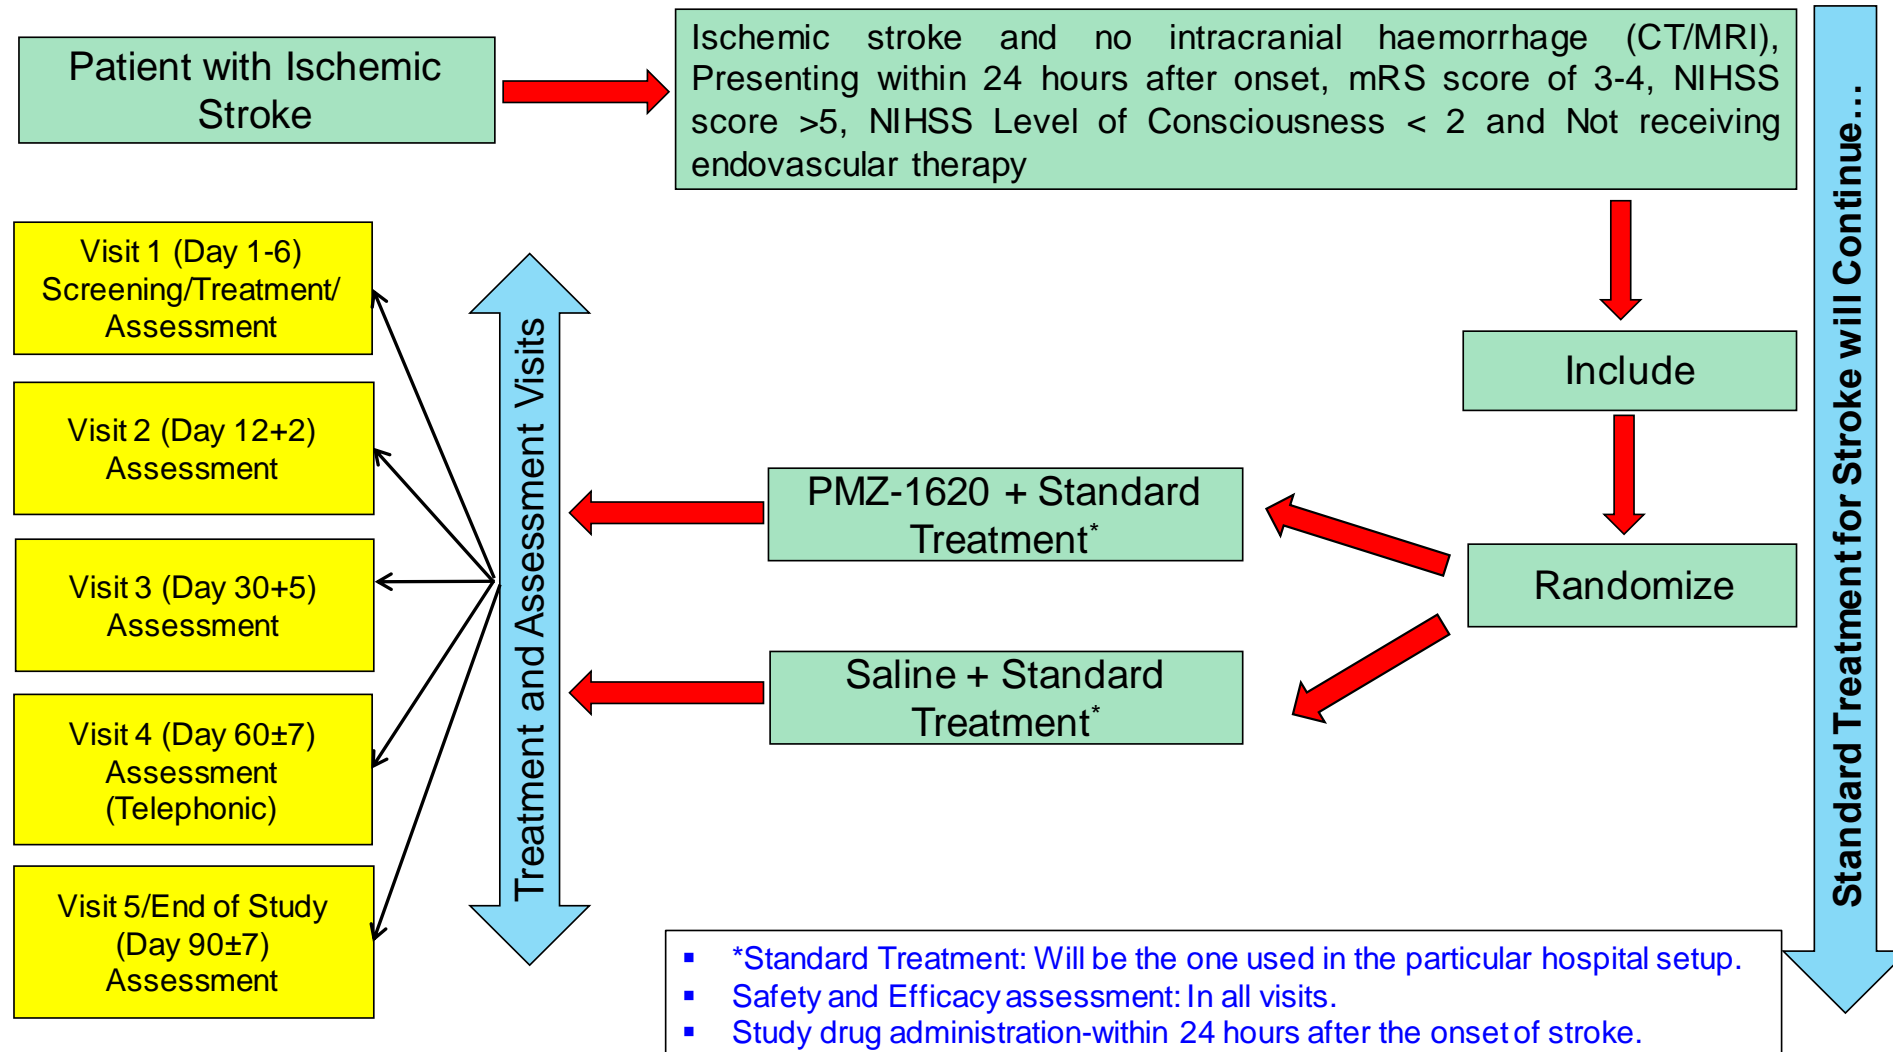 Patient with Ischemic
Stroke
Ischemic stroke and no intracranial haemorrhage (CT/MRI),
Presenting within 24 hours after onset, mRS score of 3-4, NIHSS
score >5, NIHSS Level of Consciousness < 2 and Not receiving
endovascular therapy
Include
Randomize
PMZ-1620 + Standard
Treatment*
Saline + Standard
Treatment*
Treatment and Assessment Visits
Visit 1 (Day 1-6)
Screening/Treatment/
Assessment
Visit 2 (Day 12+2)
Assessment
Visit 3 (Day 30+5)
Assessment
Visit 4 (Day 60±7)
Assessment
(Telephonic)
Visit 5/End of Study
(Day 90±7)
Assessment
Standard Treatment for Stroke will Continue...
▪ *Standard Treatment: Will be the one used in the particular hospital setup.
▪ Safety and Efficacy assessment: In all visits.
▪ Study drug administration-within 24 hours after the onset of stroke.